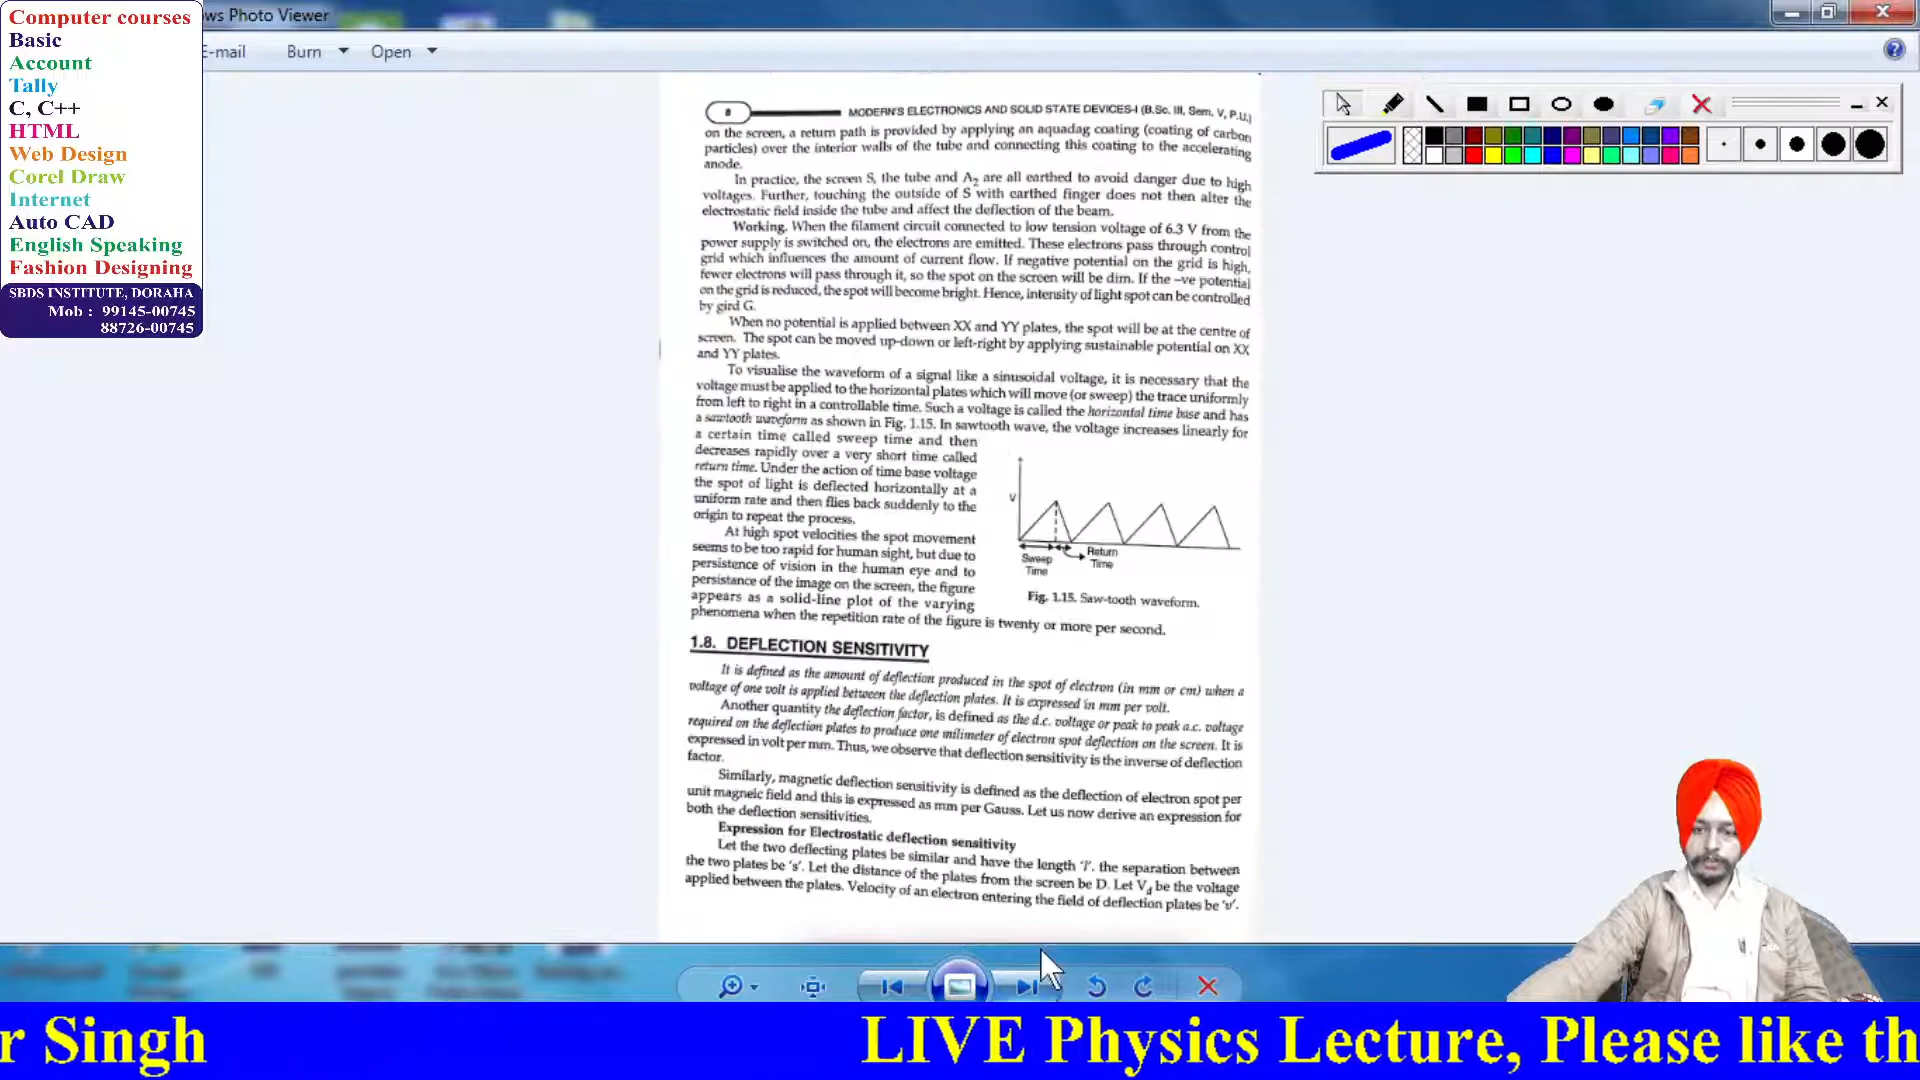 ws Photo Viewer
Computer courses
Basic
Account
Tally
C, C++
HTML
Web Design
Corel Draw
Internet
Auto CAD
English Speaking
Fashion Designing
SBDS INSTITUTE, DORAHA
Mob : 99145-00745
88726-00745
E-mail Burn Open
8 MODERN'S ELECTRONICS AND SOLID STATE DEVICES-I (B.Sc. III, Sem. V, P.U.)
on the screen, a return path is provided by applying an aquadag coating (coating of carbon
particles) over the interior walls of the tube and connecting this coating to the accelerating
anode.
In practice, the screen S, the tube and A2 are all earthed to avoid danger due to high
voltages. Further, touching the outside of S with earthed finger does not then alter the
electrostatic field inside the tube and affect the deflection of the beam.
Working. When the filament circuit connected to low tension voltage of 6.3 V from the
power supply is switched on, the electrons are emitted. These electrons pass through control
grid which influences the amount of current flow. If negative potential on the grid is high,
fewer electrons will pass through it, so the spot on the screen will be dim. If the –ve potential
on the grid is reduced, the spot will become bright. Hence, intensity of light spot can be controlled
by gird G.
When no potential is applied between XX and YY plates, the spot will be at the centre of
screen. The spot can be moved up-down or left-right by applying sustainable potential on XX
and YY plates.
To visualise the waveform of a signal like a sinusoidal voltage, it is necessary that the
voltage must be applied to the horizontal plates which will move (or sweep) the trace uniformly
from left to right in a controllable time. Such a voltage is called the horizontal time base and has
a sawtooth waveform as shown in Fig. 1.15. In sawtooth wave, the voltage increases linearly for
a certain time called sweep time and then
decreases rapidly over a very short time called
return time. Under the action of time base voltage
the spot of light is deflected horizontally at a
uniform rate and then flies back suddenly to the
origin to repeat the process.
At high spot velocities the spot movement
seems to be too rapid for human sight, but due to
persistence of vision in the human eye and to
persistance of the image on the screen, the figure
appears as a solid-line plot of the varying
phenomena when the repetition rate of the figure is twenty or more per second.
V
Sweep
Time
Return
Time
Fig. 1.15. Saw-tooth waveform.
1.8. DEFLECTION SENSITIVITY
It is defined as the amount of deflection produced in the spot of electron (in mm or cm) when a
voltage of one volt is applied between the deflection plates. It is expressed in mm per volt.
Another quantity the deflection factor, is defined as the d.c. voltage or peak to peak a.c. voltage
required on the deflection plates to produce one milimeter of electron spot deflection on the screen. It is
expressed in volt per mm. Thus, we observe that deflection sensitivity is the inverse of deflection
factor.
Similarly, magnetic deflection sensitivity is defined as the deflection of electron spot per
unit magneic field and this is expressed as mm per Gauss. Let us now derive an expression for
both the deflection sensitivities.
Expression for Electrostatic deflection sensitivity
Let the two deflecting plates be similar and have the length 'l'. the separation between
the two plates be 's'. Let the distance of the plates from the screen be D. Let Vd be the voltage
applied between the plates. Velocity of an electron entering the field of deflection plates be 'v'.
r Singh LIVE Physics Lecture, Please like th